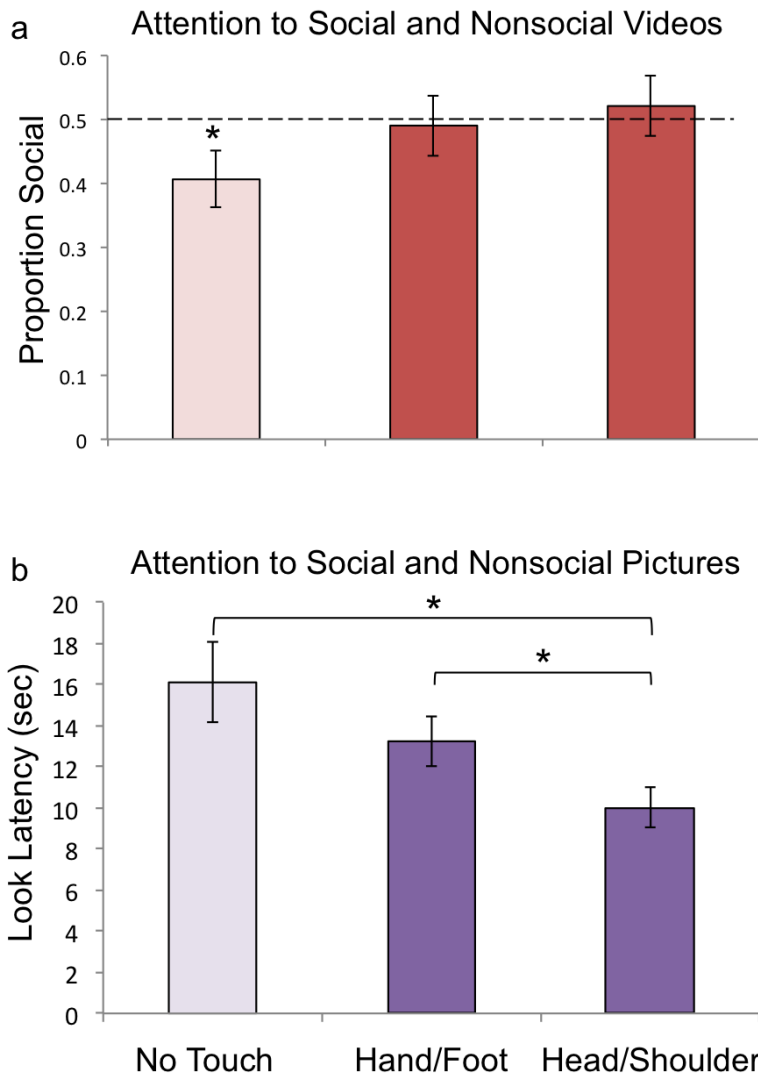 a
Attention to Social and Nonsocial Videos
0.6
0.5
0.4
0.3
0.2
0.1
0
Proportion Social
*
b
Attention to Social and Nonsocial Pictures
20
18
16
14
12
10
8
6
4
2
0
Look Latency (sec)
*
*
No Touch
Hand/Foot
Head/Shoulder